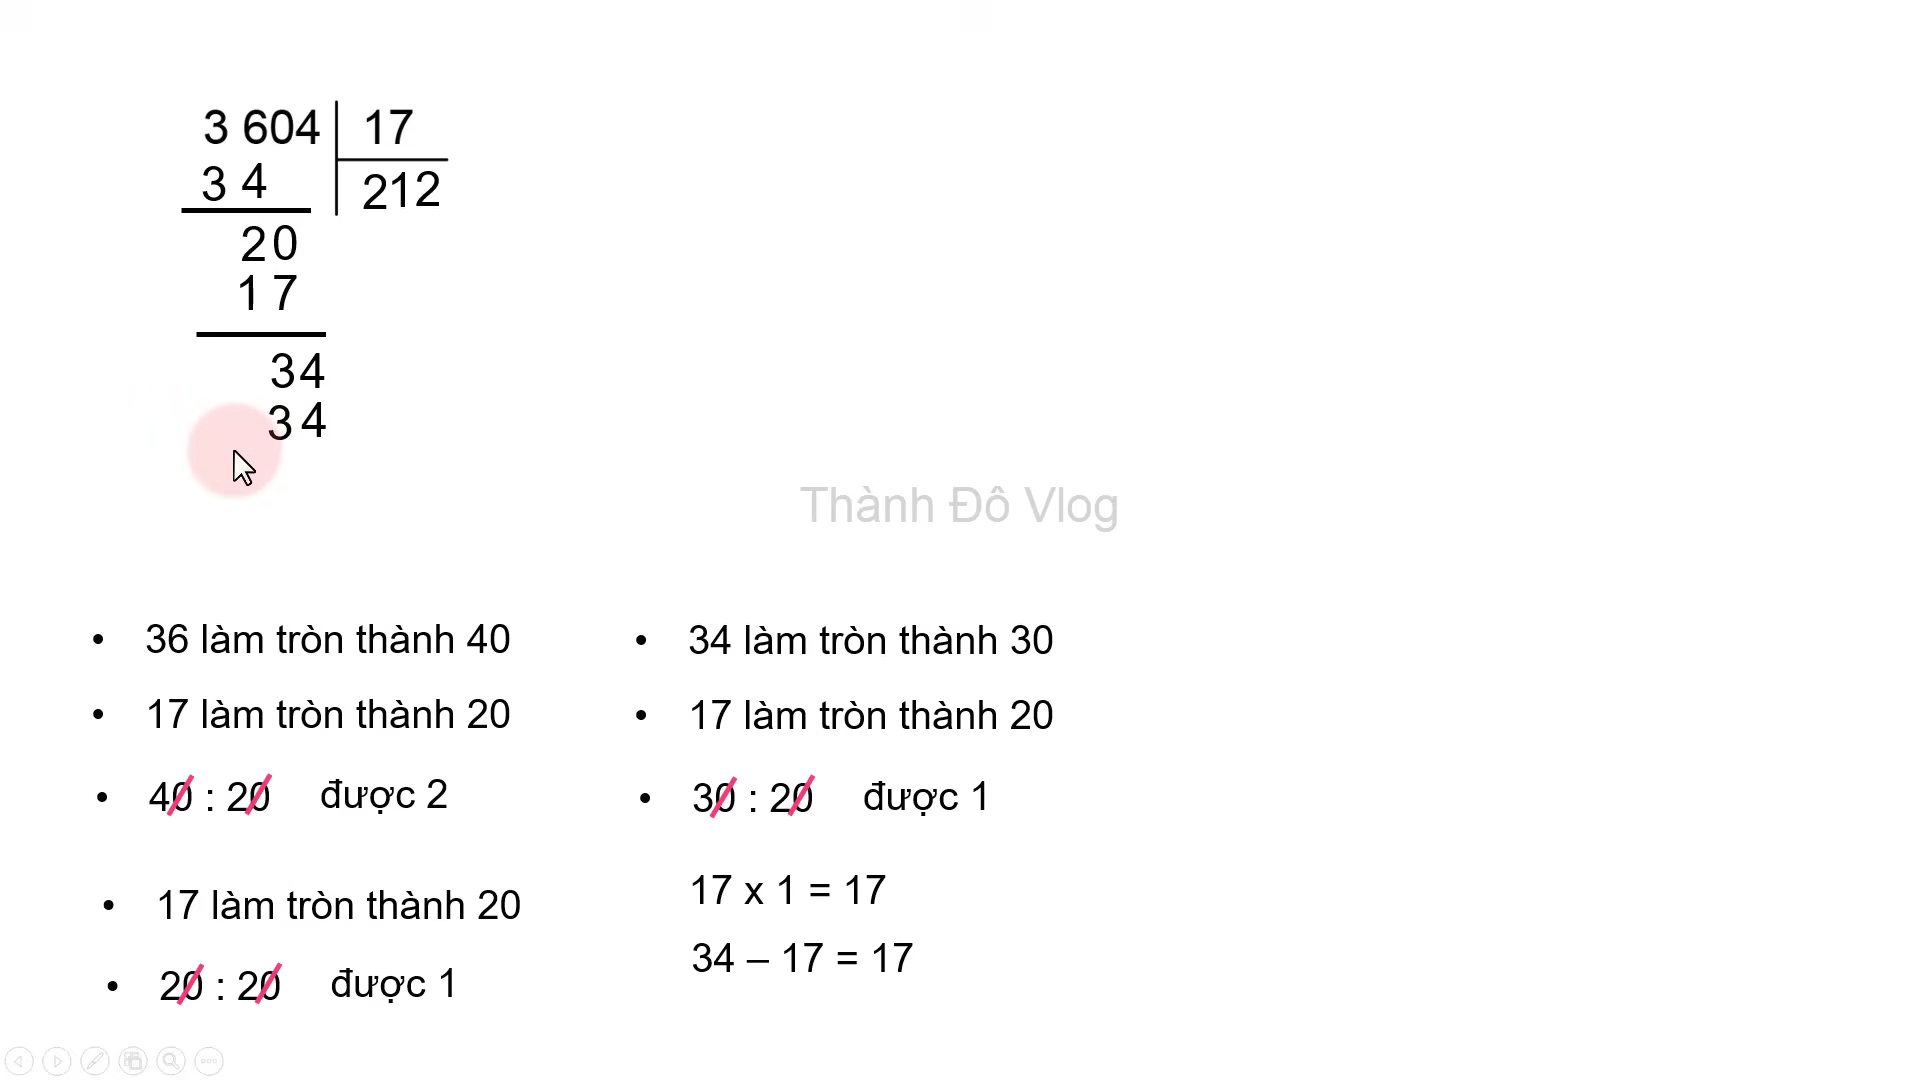 3 604 17
3 4 212
20
1 7
34
3 4
Thành Đô Vlog
• 36 làm tròn thành 40
• 17 làm tròn thành 20
• 40 : 20 được 2
• 17 làm tròn thành 20
• 20 : 20 được 1
• 34 làm tròn thành 30
• 17 làm tròn thành 20
• 30 : 20 được 1
17 x 1 = 17
34 – 17 = 17